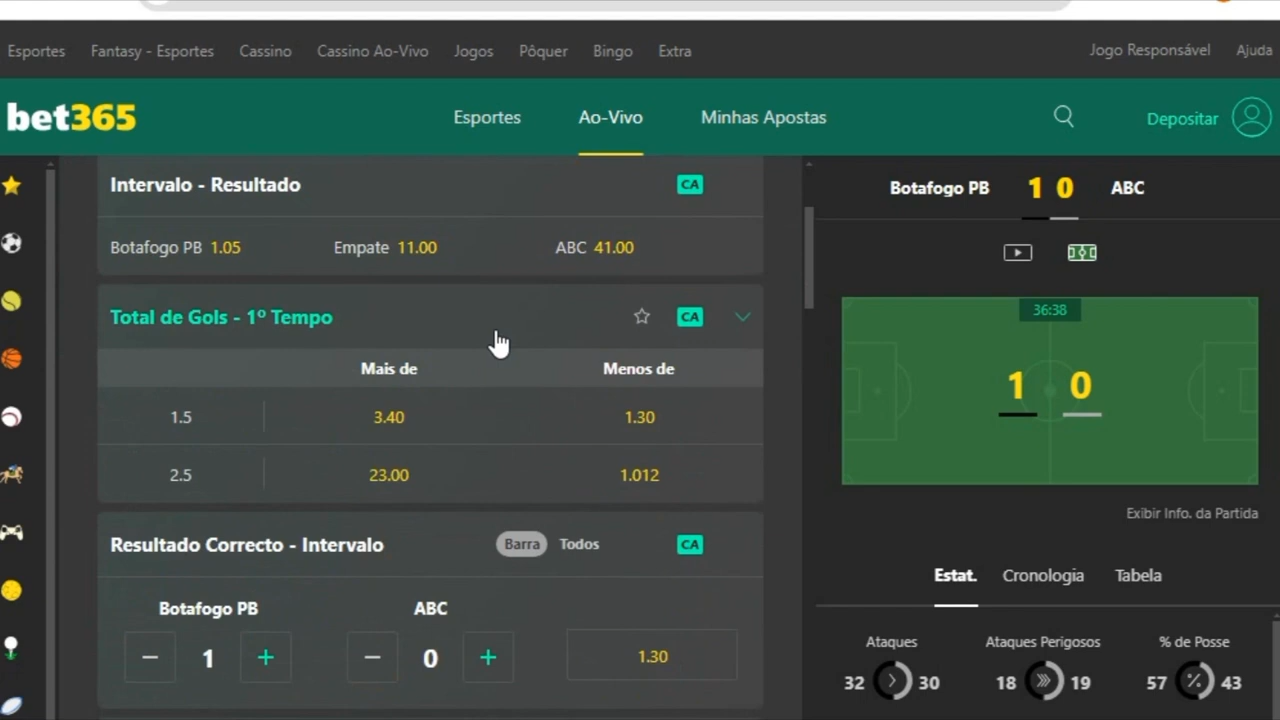 Esportes Fantasy - Esportes Cassino Cassino Ao-Vivo Jogos Pôquer Bingo Extra Jogo Responsável Ajuda
bet365 Esportes Ao-Vivo Minhas Apostas Depositar
Intervalo - Resultado CA
Botafogo PB 1.05 Empate 11.00 ABC 41.00
Total de Gols - 1º Tempo CA
Mais de Menos de
1.5 3.40 1.30
2.5 23.00 1.012
Resultado Correcto - Intervalo Barra Todos CA
Botafogo PB ABC
− 1 + − 0 + 1.30
Botafogo PB 1 0 ABC
36:38
1 0
Exibir Info. da Partida
Estat. Cronologia Tabela
Ataques Ataques Perigosos % de Posse
32 30 18 19 57 % 43